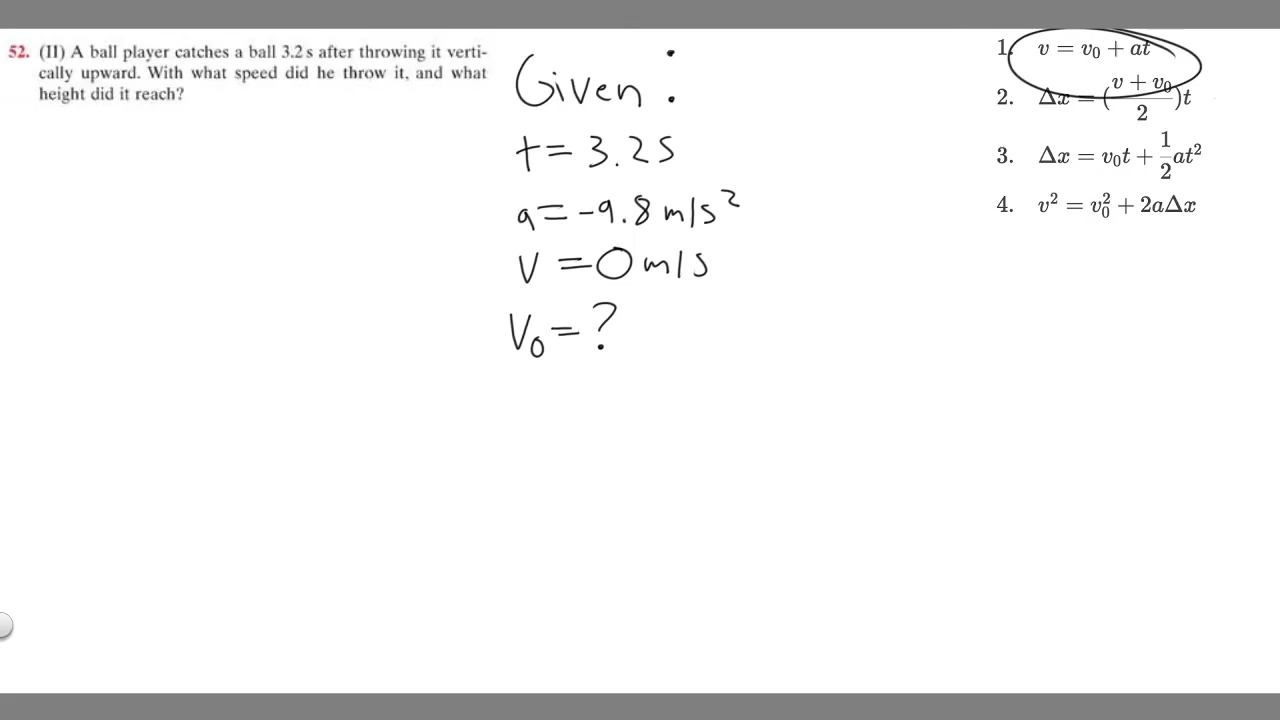 52. (II) A ball player catches a ball 3.2 s after throwing it verti-
cally upward. With what speed did he throw it, and what
height did it reach?
Given :
t = 3.2 s
a = -9.8 m/s²
v = 0 m/s
V₀ = ?
1. v = v₀ + at
2. Δx = (v + v₀ / 2)t
3. Δx = v₀t + 1/2 at²
4. v² = v₀² + 2aΔx